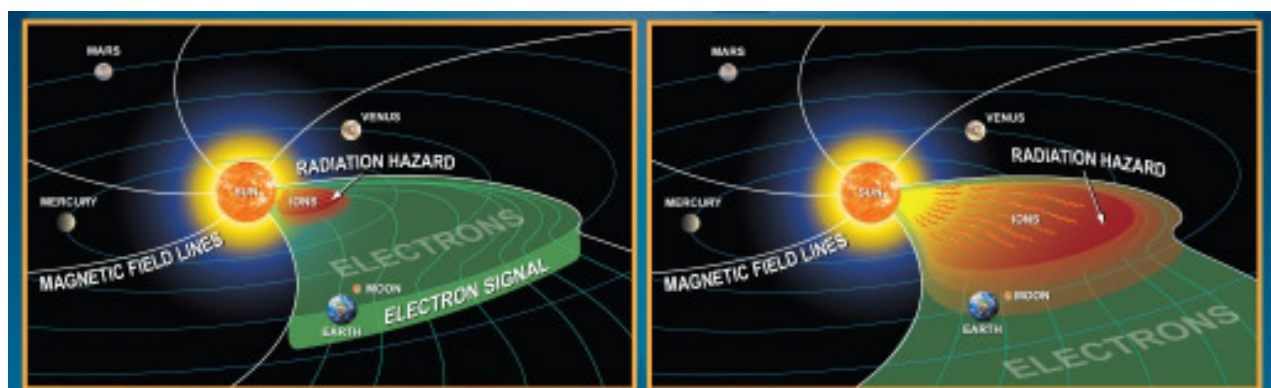 MARS
VENUS
RADIATION HAZARD
SUN
IONS
MERCURY
ELECTRONS
MAGNETIC FIELD LINES
ELECTRON SIGNAL
MOON
EARTH
MARS
VENUS
RADIATION HAZARD
SUN
IONS
MERCURY
MAGNETIC FIELD LINES
MOON
EARTH
ELECTRONS